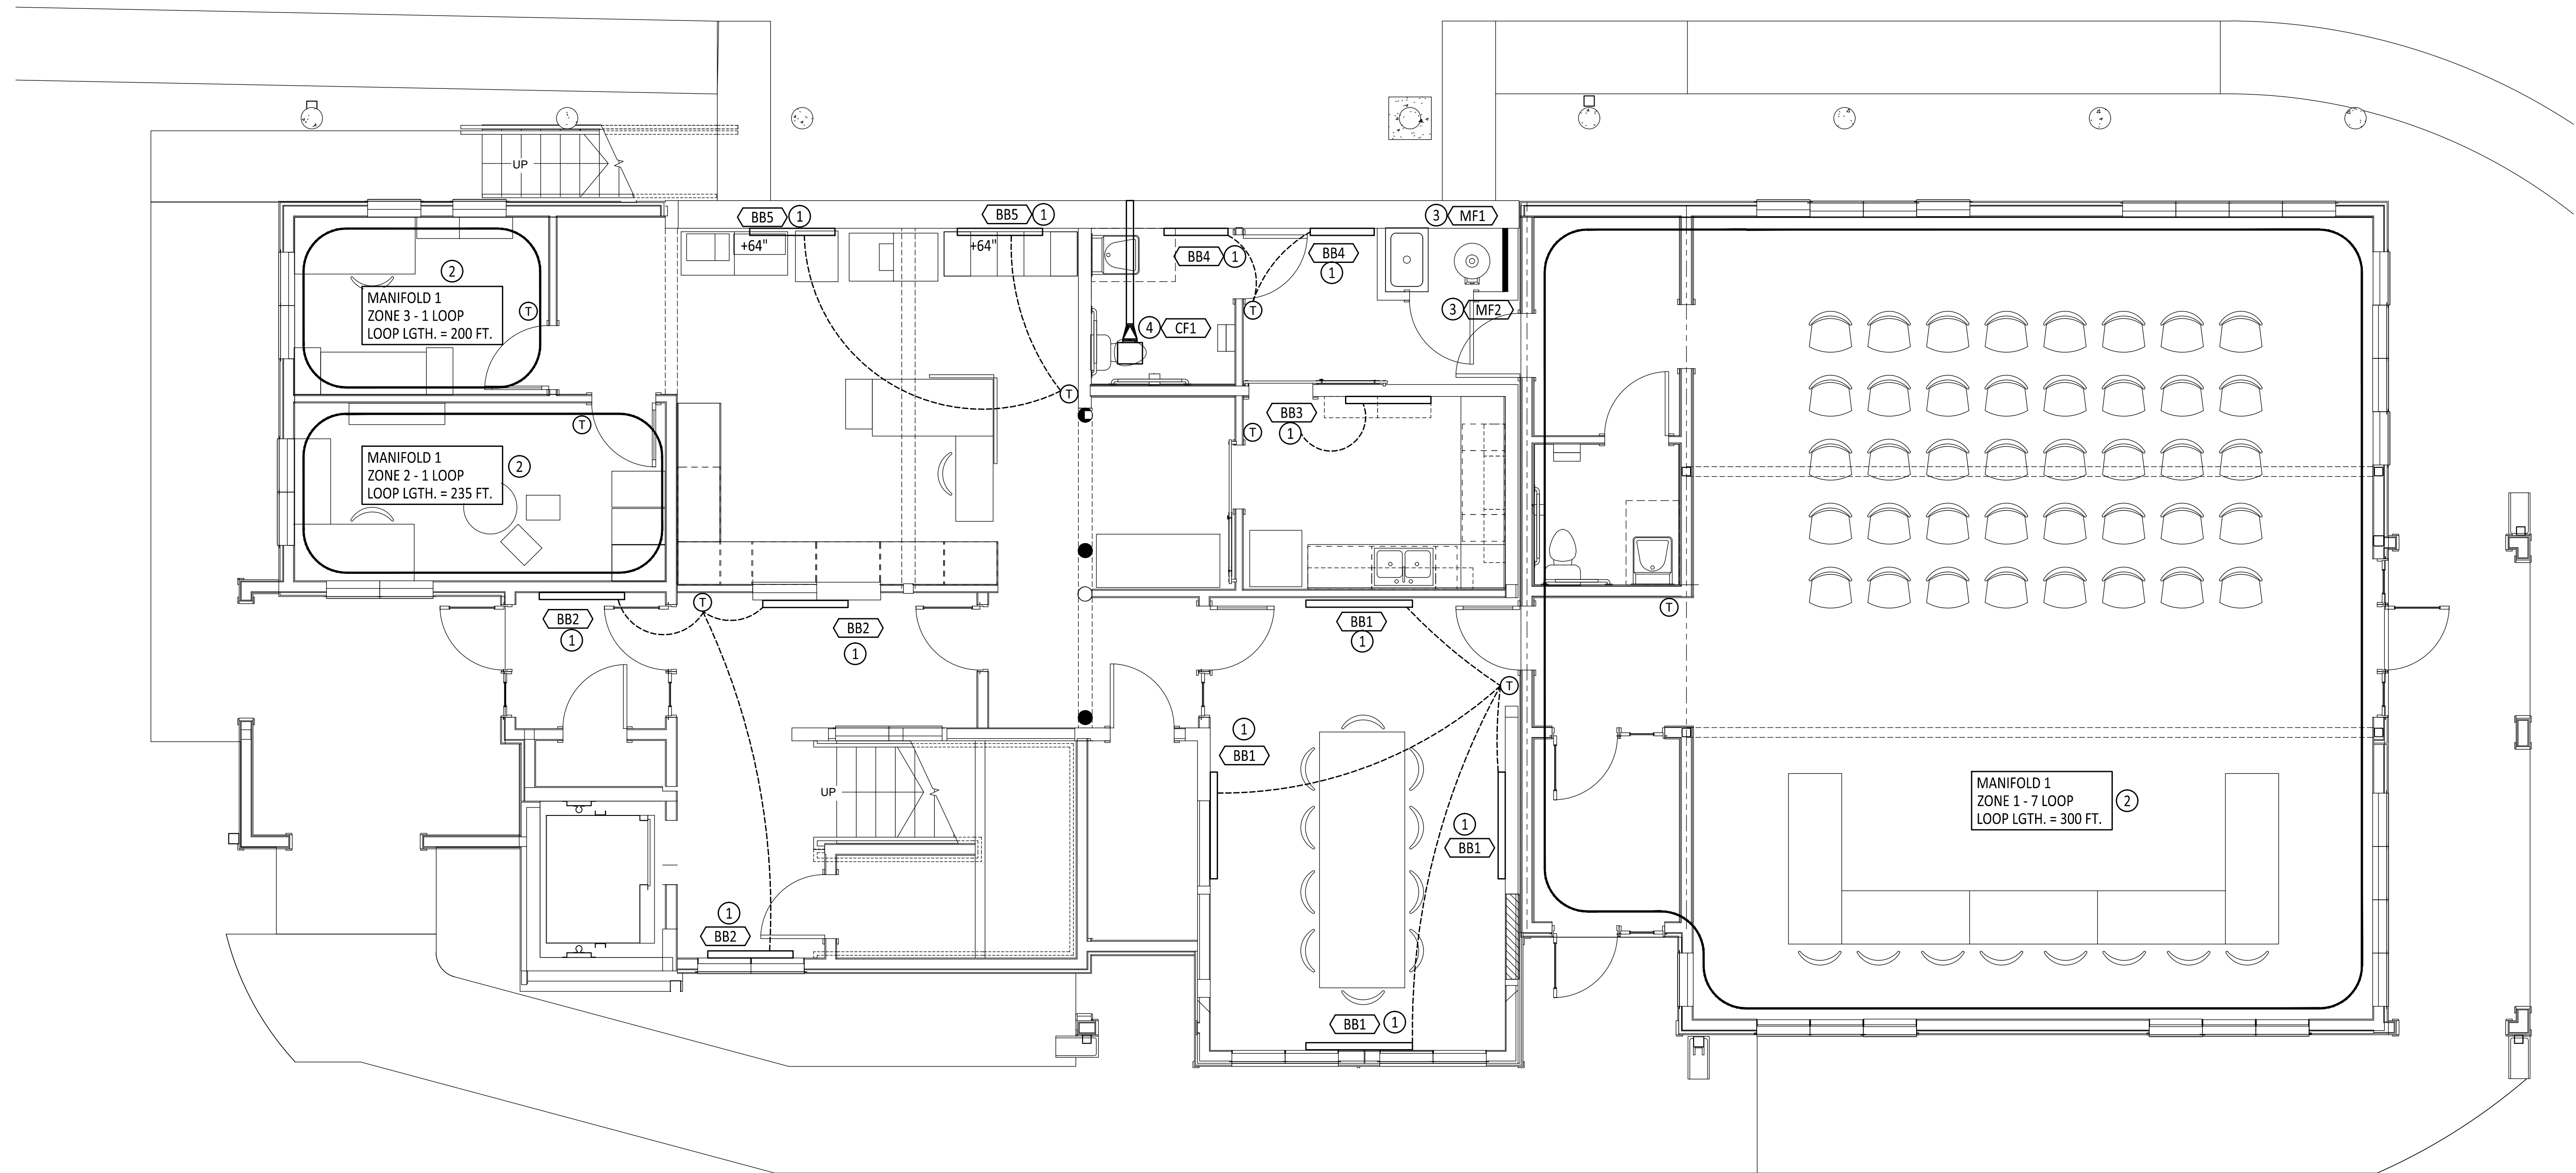 UP
BB5 1
BB5 1
3 MF1
+64"
+64"
BB4 1
BB4
1
2
MANIFOLD 1
ZONE 3 - 1 LOOP
LOOP LGTH. = 200 FT.
T
T
3 MF2
4 CF1
T
BB3
1
T
T
MANIFOLD 1
ZONE 2 - 1 LOOP
LOOP LGTH. = 235 FT.
2
T
T
BB2
1
BB2
1
BB1
1
T
1
BB1
UP
MANIFOLD 1
ZONE 1 - 7 LOOP
LOOP LGTH. = 300 FT.
2
1
BB1
1
BB2
BB1 1